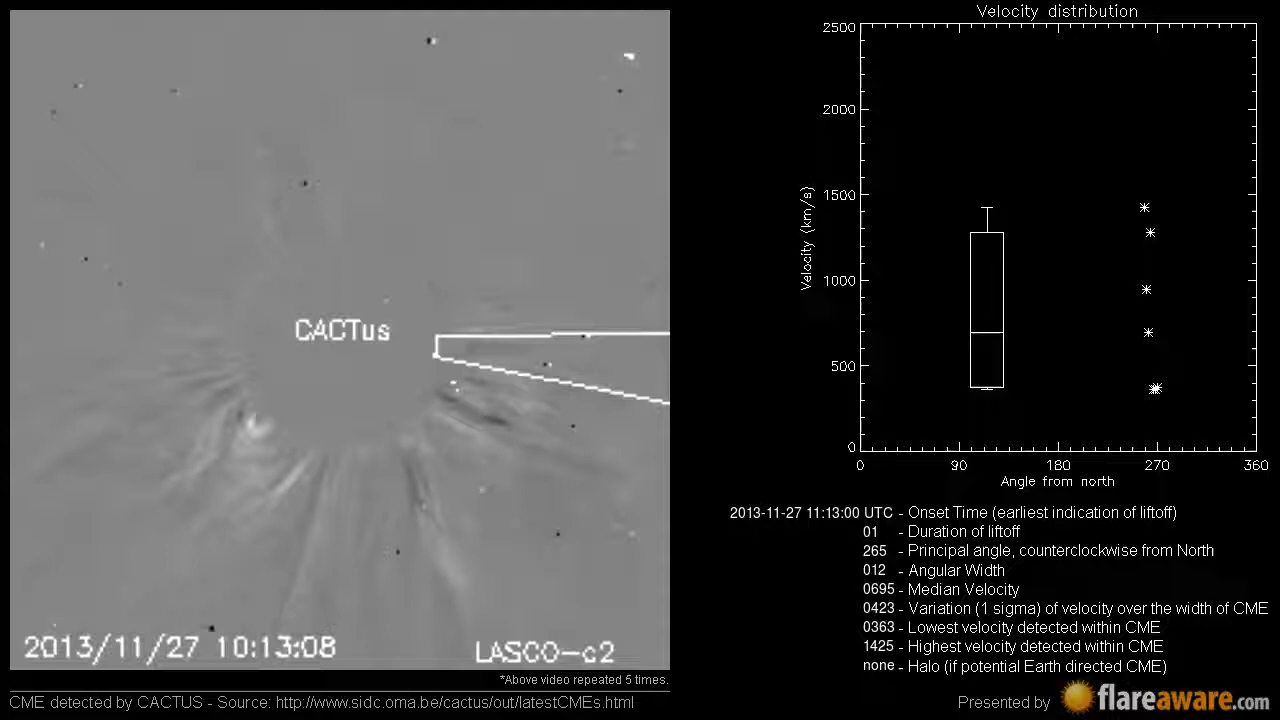 CACTus
2013/11/27 10:13:08
LASCO-c2
*Above video repeated 5 times.
CME detected by CACTUS - Source: http://www.sidc.oma.be/cactus/out/latestCMEs.html
Velocity distribution
Velocity (km/s)
2500
2000
1500
1000
500
0
0 90 180 270 360
Angle from north
2013-11-27 11:13:00 UTC - Onset Time (earliest indication of liftoff)
01 - Duration of liftoff
265 - Principal angle, counterclockwise from North
012 - Angular Width
0695 - Median Velocity
0423 - Variation (1 sigma) of velocity over the width of CME
0363 - Lowest velocity detected within CME
1425 - Highest velocity detected within CME
none - Halo (if potential Earth directed CME)
Presented by flareaware.com